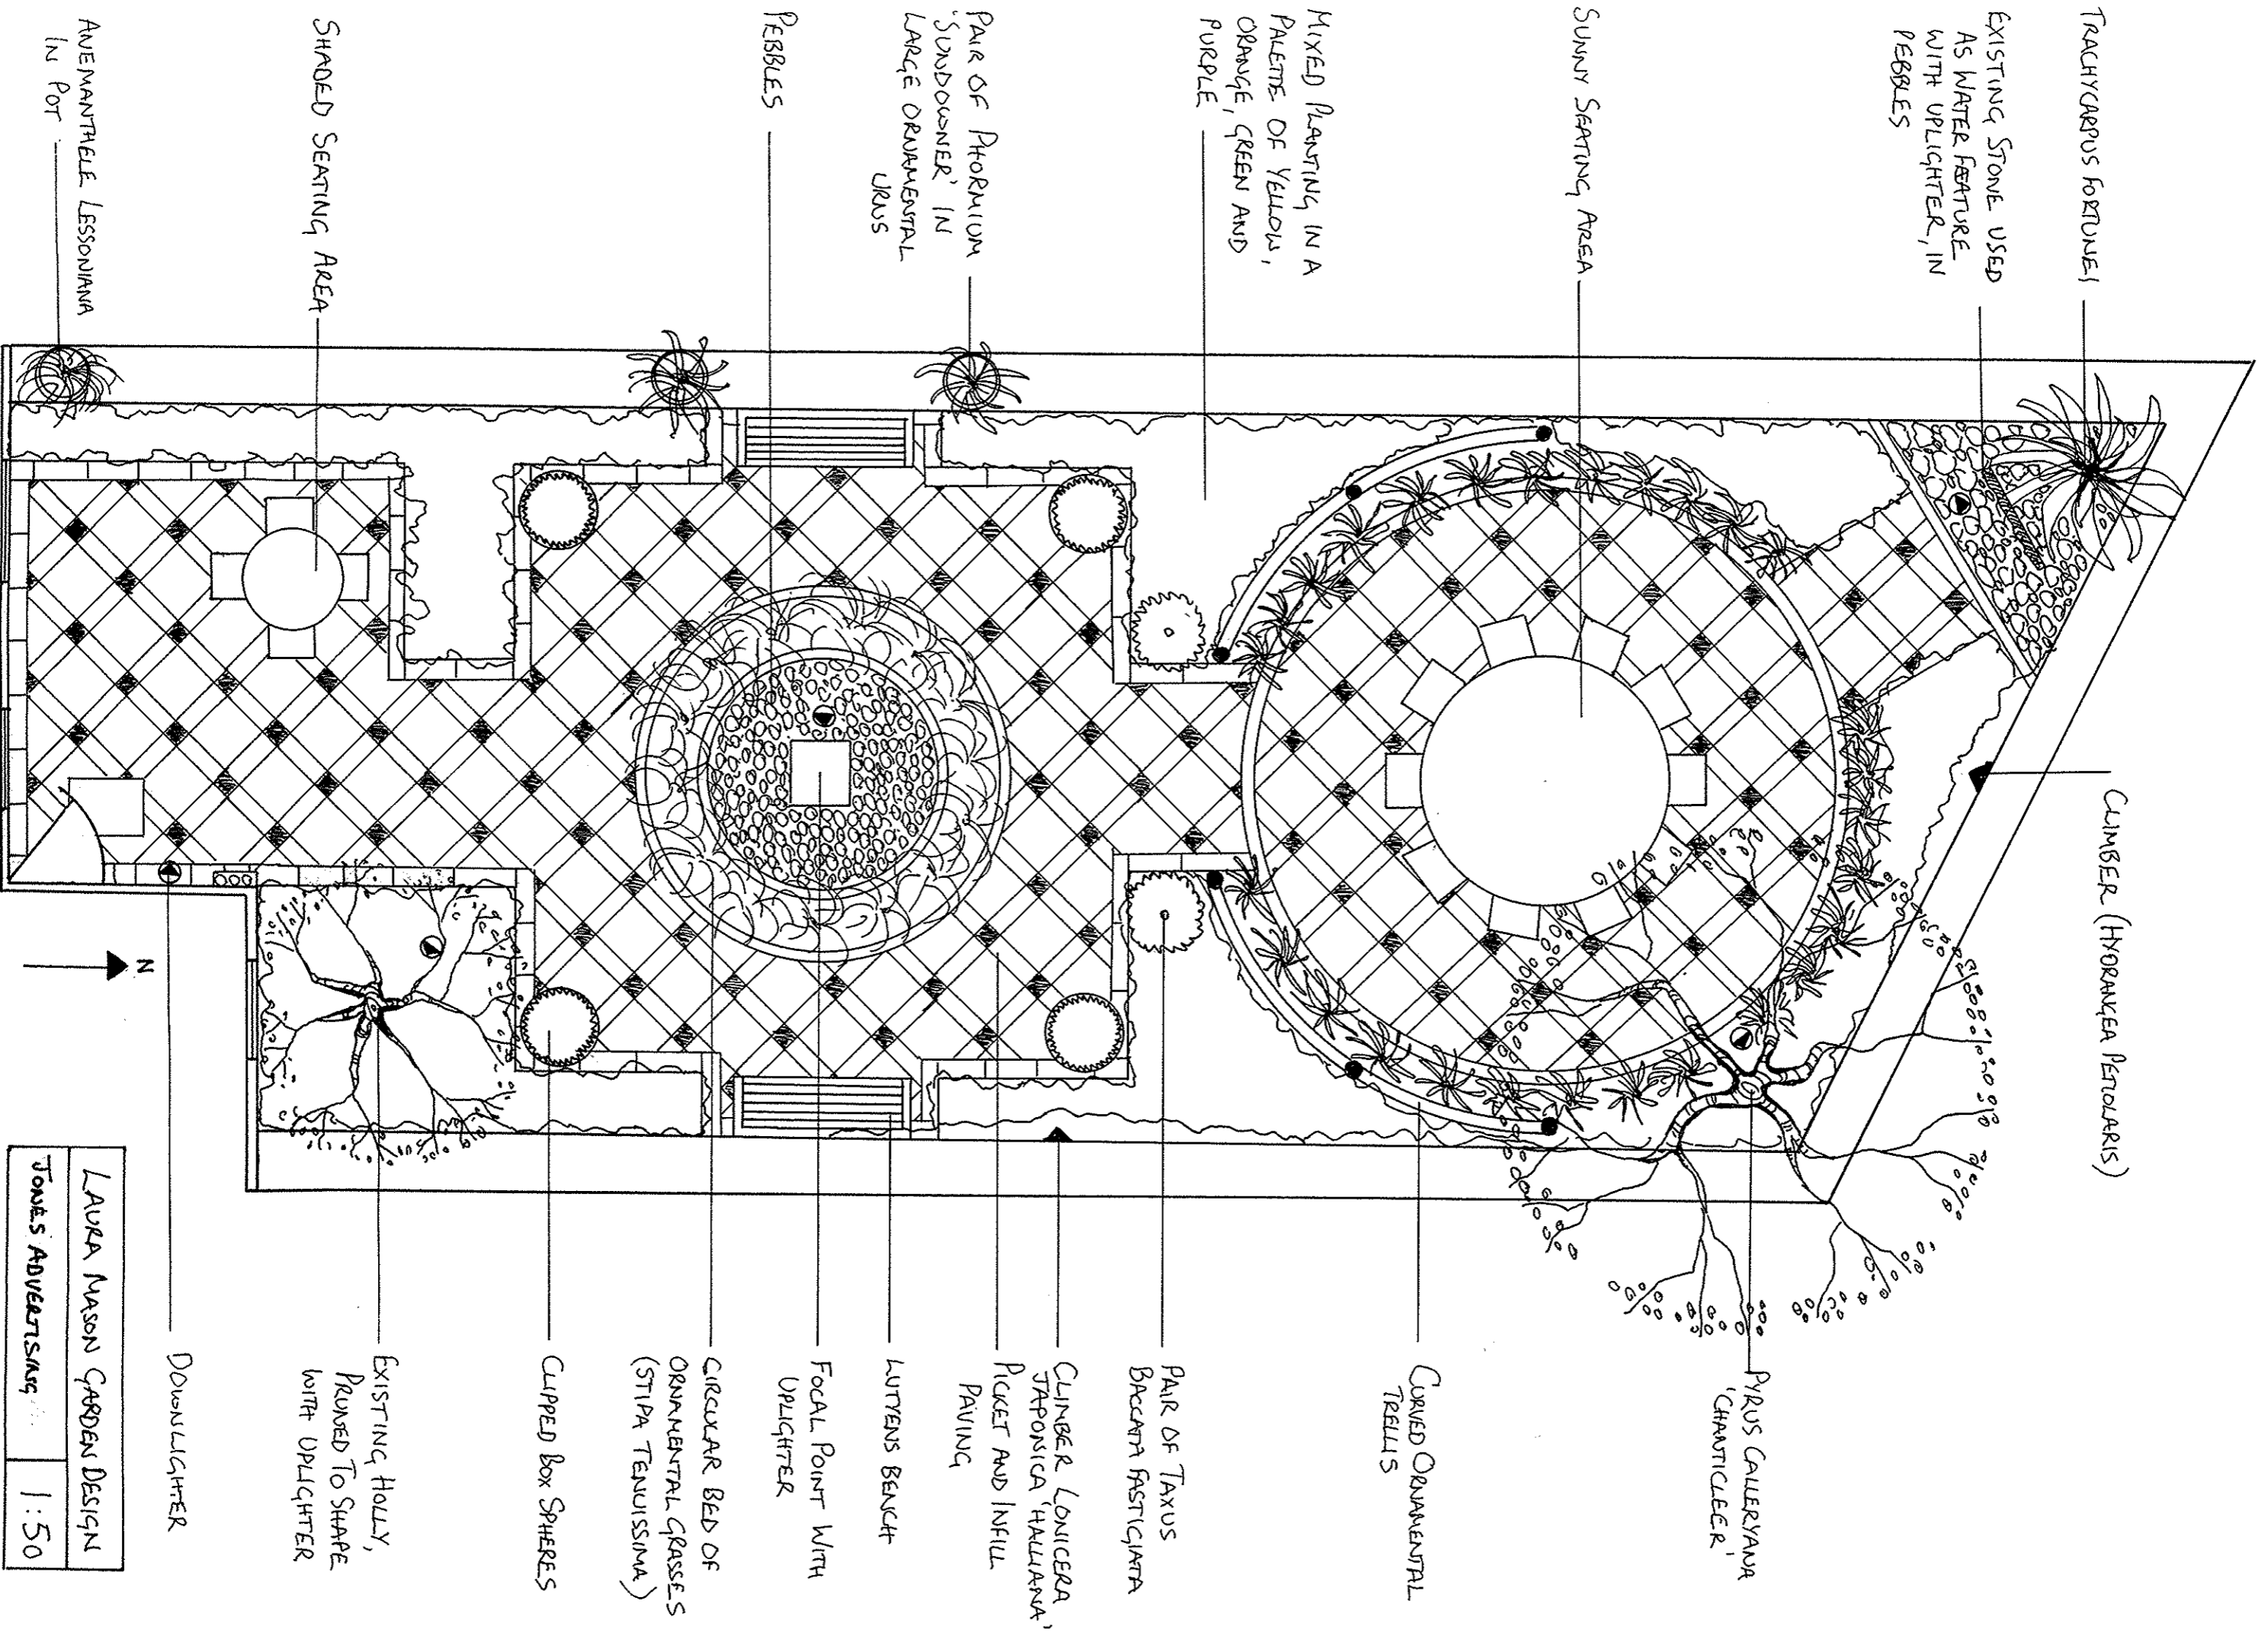 TRACHYCARPUS FORTUNEI
EXISTING STONE USED
AS WATER FEATURE
WITH UPLIGHTER, IN
PEBBLES
SUNNY SEATING AREA
MIXED PLANTING IN A
PALETTE OF YELLOW,
ORANGE, GREEN AND
PURPLE
PAIR OF PHORMIUM
'SUNDOWNER' IN
LARGE ORNAMENTAL
URNS
PEBBLES
SHADED SEATING AREA
ANEMANTHELE LESSONIANA
IN POT
CLIMBER (HYDRANGEA PETIOLARIS)
PYRUS CALLERYANA
'CHANTICLEER'
CURVED ORNAMENTAL
TRELLIS
PAIR OF TAXUS
BACCATA FASTIGIATA
CLIMBER LONICERA
JAPONICA 'HALLIANA'
PICKET AND INFILL
PAVING
LUTYENS BENCH
FOCAL POINT WITH
UPLIGHTER
CIRCULAR BED OF
ORNAMENTAL GRASSES
(STIPA TENUISSIMA)
CLIPPED BOX SPHERES
EXISTING HOLLY,
PRUNED TO SHAPE
WITH UPLIGHTER
DOWNLIGHTER
N
LAURA MASON GARDEN DESIGN
JONES ADVERTISING
1:50